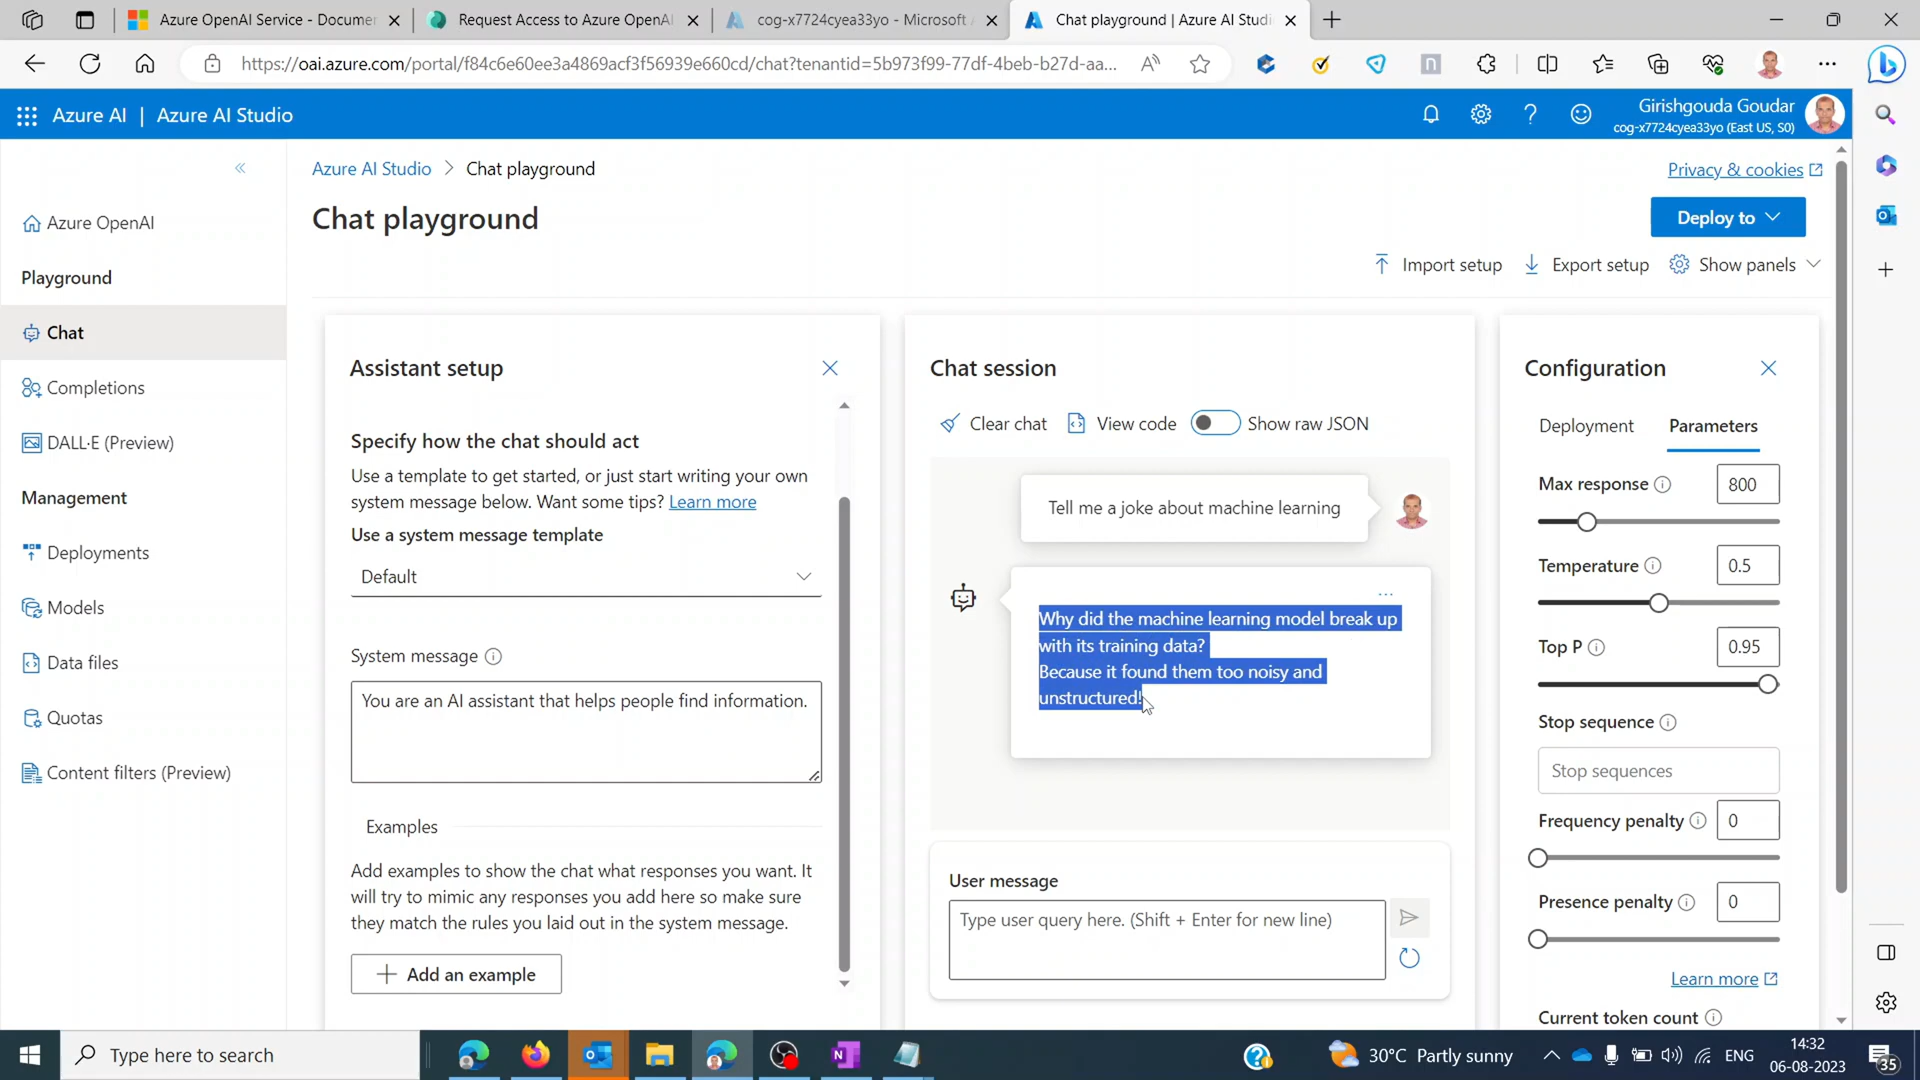 Azure OpenAI Service - Documen
Request Access to Azure OpenAI
cog-x7724cyea33yo - Microsoft A
Chat playground | Azure AI Studi
https://oai.azure.com/portal/f84c6e60ee3a4869acf3f56939e660cd/chat?tenantid=5b973f99-77df-4beb-b27d-aa...
Azure AI | Azure AI Studio
Girishgouda Goudar
cog-x7724cyea33yo (East US, S0)
Azure AI Studio > Chat playground
Privacy & cookies
Chat playground
Deploy to
Import setup
Export setup
Show panels
Azure OpenAI
Playground
Chat
Completions
DALL·E (Preview)
Management
Deployments
Models
Data files
Quotas
Content filters (Preview)
Assistant setup
Specify how the chat should act
Use a template to get started, or just start writing your own
system message below. Want some tips? Learn more
Use a system message template
Default
System message
You are an AI assistant that helps people find information.
Examples
Add examples to show the chat what responses you want. It
will try to mimic any responses you add here so make sure
they match the rules you laid out in the system message.
Add an example
Chat session
Clear chat
View code
Show raw JSON
Tell me a joke about machine learning
Why did the machine learning model break up
with its training data?
Because it found them too noisy and
unstructured!
User message
Type user query here. (Shift + Enter for new line)
Configuration
Deployment
Parameters
Max response
800
Temperature
0.5
Top P
0.95
Stop sequence
Stop sequences
Frequency penalty
0
Presence penalty
0
Learn more
Current token count
Type here to search
30°C Partly sunny
ENG
14:32
06-08-2023
35